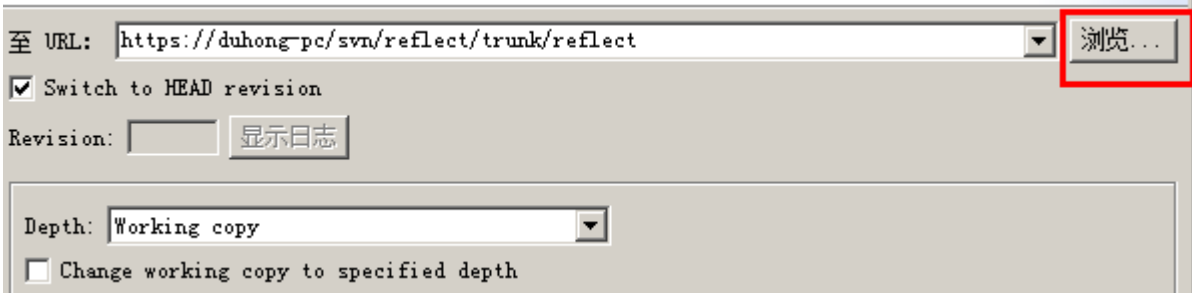 至 URL: https://duhong-pc/svn/reflect/trunk/reflect 浏览...
Switch to HEAD revision
Revision: 显示日志
Depth: Working copy
Change working copy to specified depth